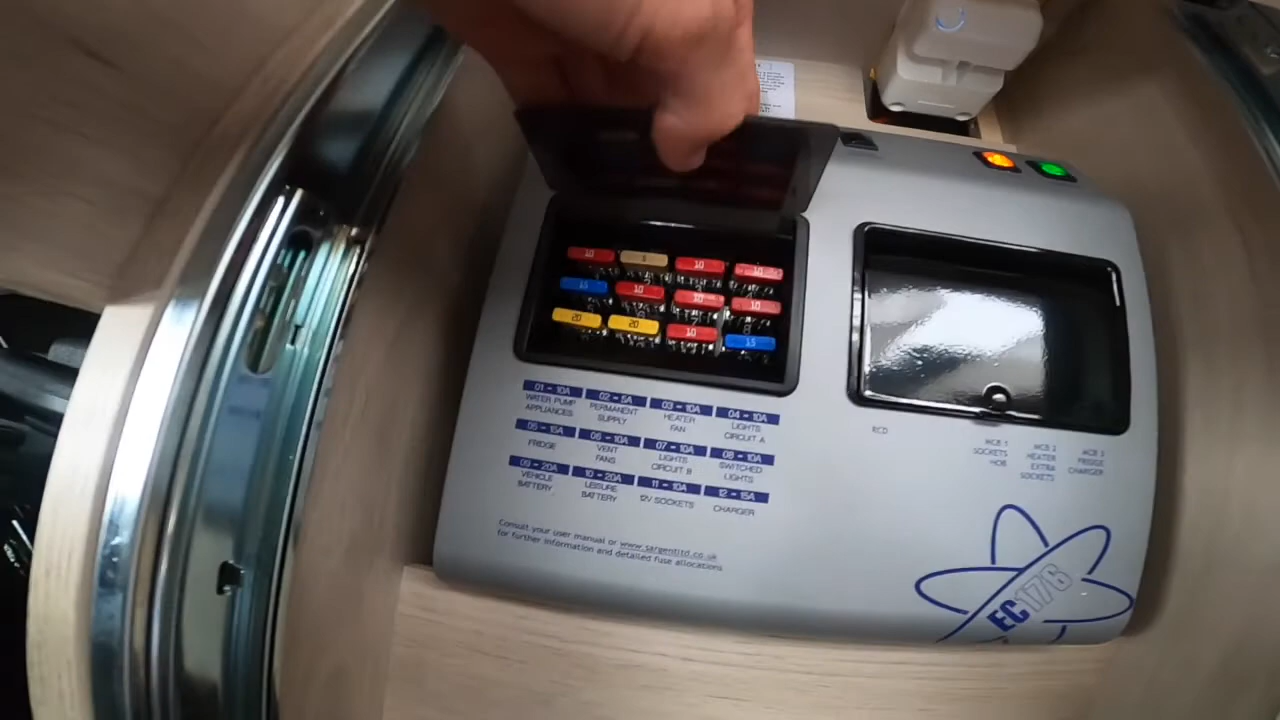 10 5 10 10
15 10 10 10
20 20 10 15
01 - 10A 02 - 5A 03 - 10A 04 - 10A
WATER PUMP PERMANENT HEATER LIGHTS
APPLIANCES SUPPLY FAN CIRCUIT A
05 - 15A 06 - 10A 07 - 10A 08 - 10A
FRIDGE VENT LIGHTS SWITCHED
FANS CIRCUIT B LIGHTS
09 - 20A 10 - 20A 11 - 10A 12 - 15A
VEHICLE LEISURE 12V SOCKETS CHARGER
BATTERY BATTERY
Consult your user manual or www.sargentltd.co.uk
for further information and detailed fuse allocations
RCD MCB 1 MCB 2 MCB 3
SOCKETS HEATER FRIDGE
HOB EXTRA CHARGER
SOCKETS
EC176